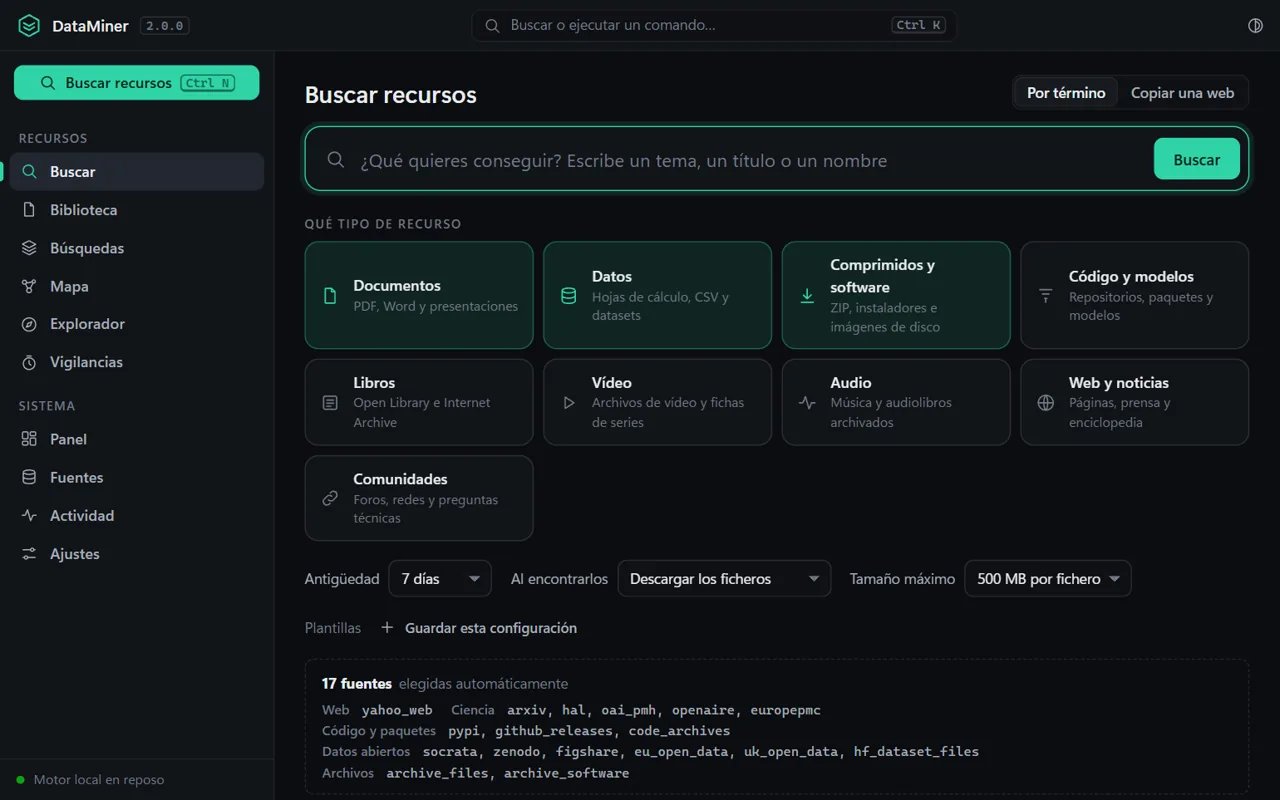 DataMiner 2.0.0
Buscar o ejecutar un comando... Ctrl K
Buscar recursos Ctrl N
RECURSOS
Buscar
Biblioteca
Búsquedas
Mapa
Explorador
Vigilancias
SISTEMA
Panel
Fuentes
Actividad
Ajustes
Motor local en reposo
Buscar recursos
Por término Copiar una web
¿Qué quieres conseguir? Escribe un tema, un título o un nombre Buscar
QUÉ TIPO DE RECURSO
Documentos
PDF, Word y presentaciones
Datos
Hojas de cálculo, CSV y
datasets
Comprimidos y
software
ZIP, instaladores e
imágenes de disco
Código y modelos
Repositorios, paquetes y
modelos
Libros
Open Library e Internet
Archive
Vídeo
Archivos de vídeo y fichas
de series
Audio
Música y audiolibros
archivados
Web y noticias
Páginas, prensa y
enciclopedia
Comunidades
Foros, redes y preguntas
técnicas
Antigüedad 7 días Al encontrarlos Descargar los ficheros Tamaño máximo 500 MB por fichero
Plantillas + Guardar esta configuración
17 fuentes elegidas automáticamente
Web yahoo_web Ciencia arxiv, hal, oai_pmh, openaire, europepmc
Código y paquetes pypi, github_releases, code_archives
Datos abiertos socrata, zenodo, figshare, eu_open_data, uk_open_data, hf_dataset_files
Archivos archive_files, archive_software